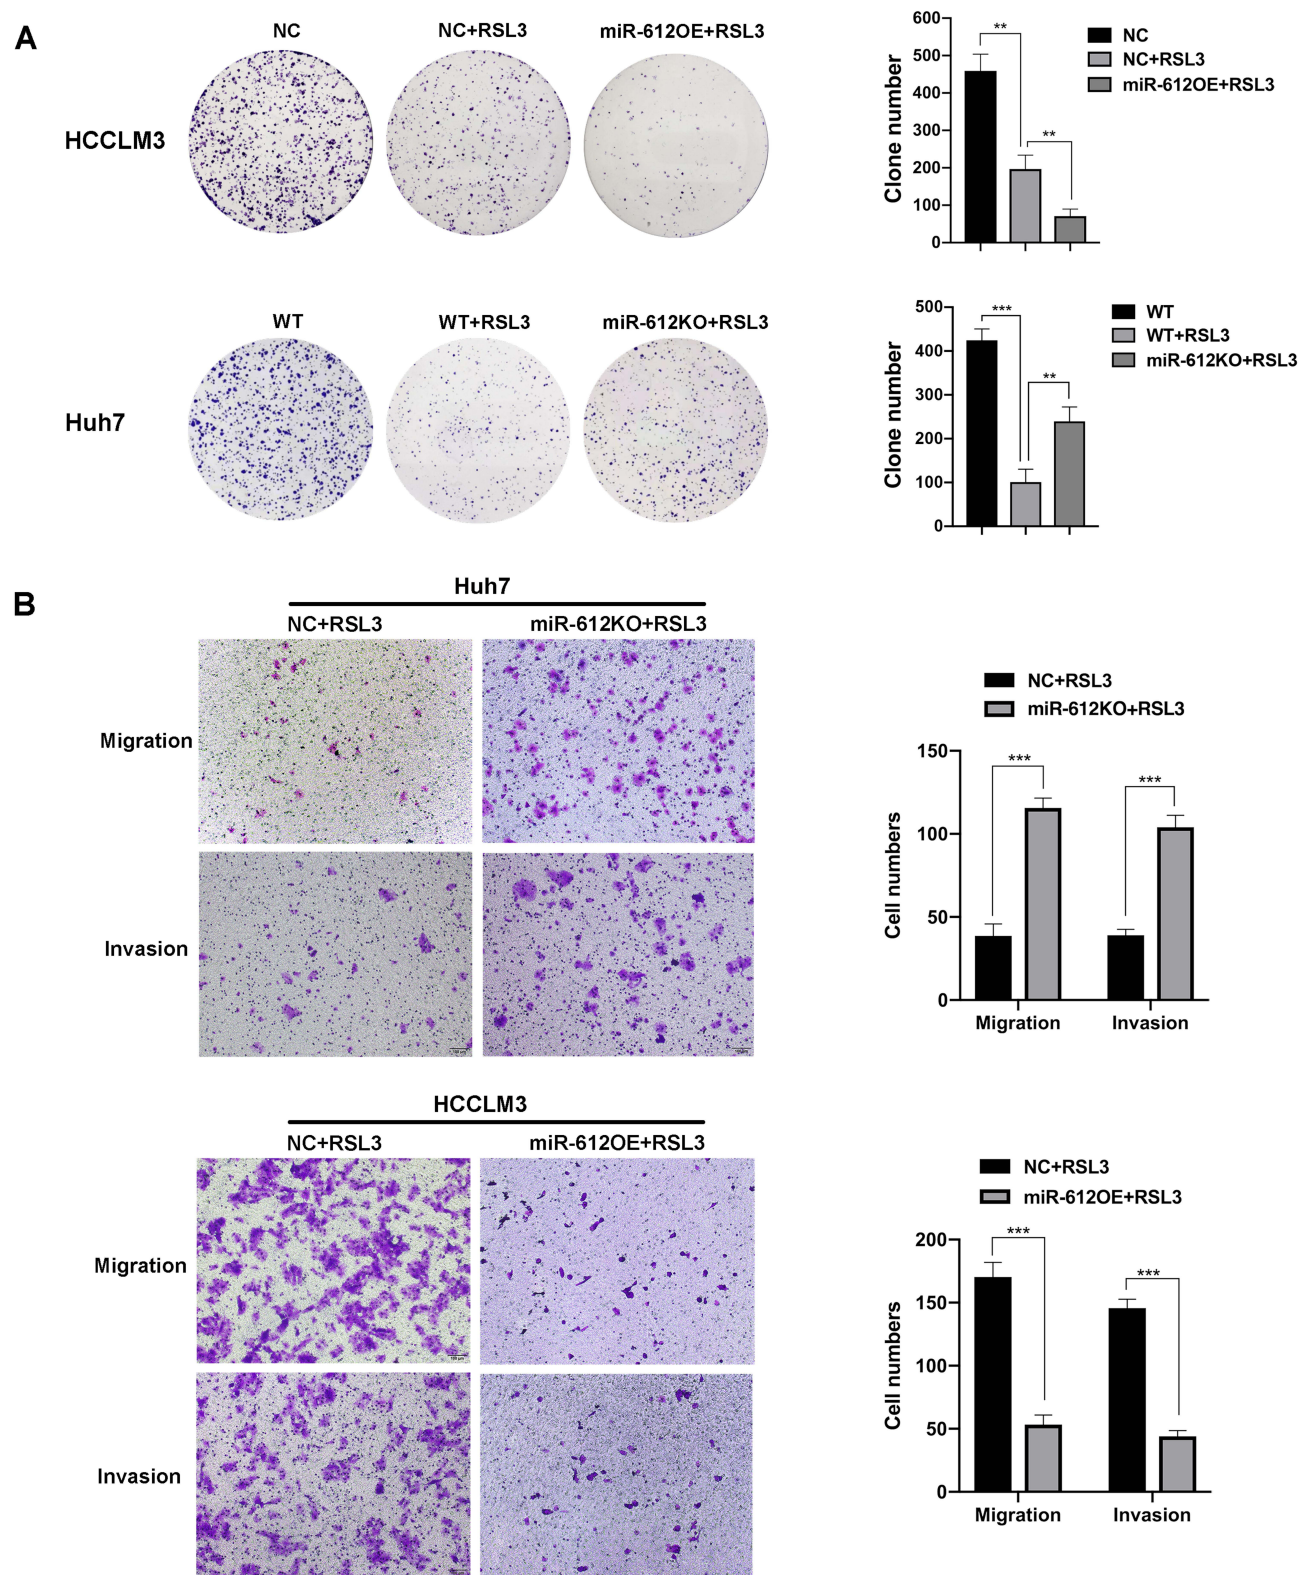 A
NC
NC+RSL3
miR-612OE+RSL3
HCCLM3
Clone number
600
500
400
300
200
100
0
**
**
NC
NC+RSL3
miR-612OE+RSL3
WT
WT+RSL3
miR-612KO+RSL3
Huh7
Clone number
500
400
300
200
100
0
***
**
WT
WT+RSL3
miR-612KO+RSL3
B
Huh7
NC+RSL3
miR-612KO+RSL3
Migration
Invasion
NC+RSL3
miR-612KO+RSL3
Cell numbers
150
100
50
0
***
***
Migration
Invasion
HCCLM3
NC+RSL3
miR-612OE+RSL3
Migration
Invasion
NC+RSL3
miR-612OE+RSL3
Cell numbers
200
150
100
50
0
***
***
Migration
Invasion